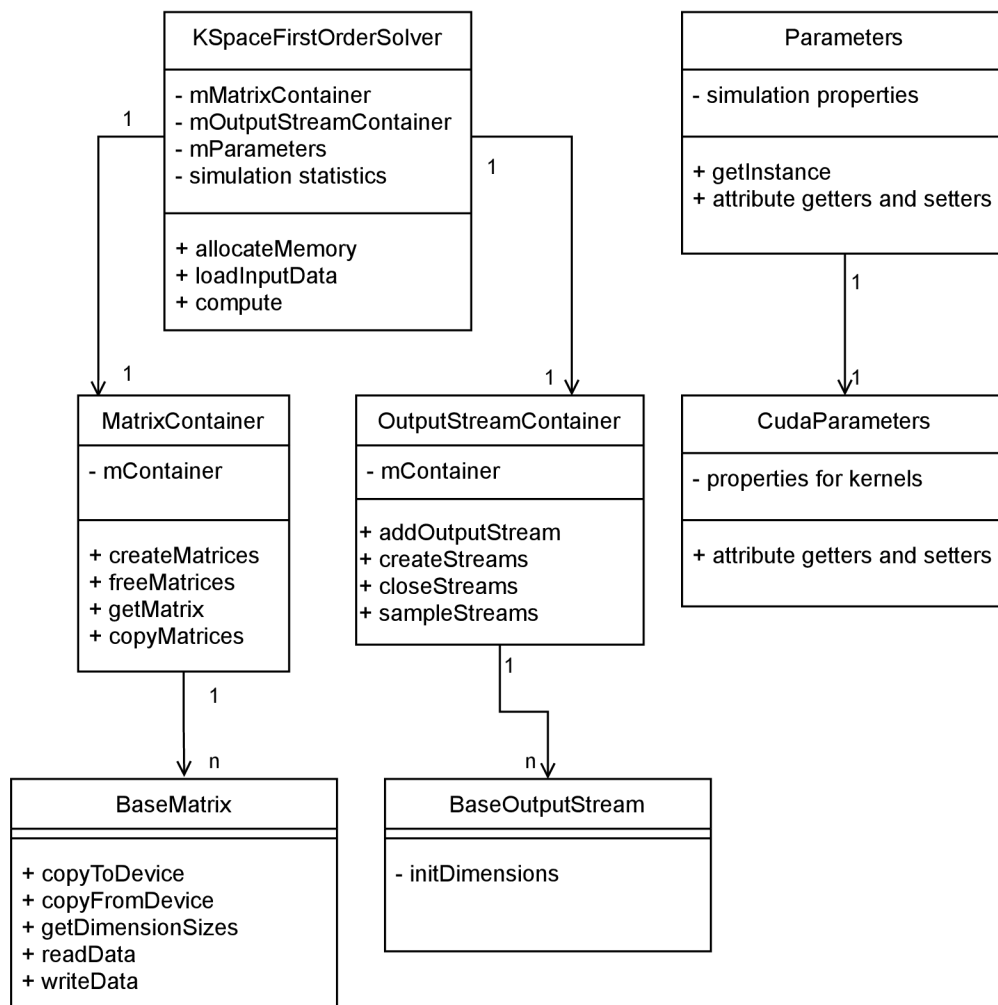 KSpaceFirstOrderSolver
- mMatrixContainer
- mOutputStreamContainer
- mParameters
- simulation statistics
+ allocateMemory
+ loadInputData
+ compute
Parameters
- simulation properties
+ getInstance
+ attribute getters and setters
1
1
1
1
1
1
MatrixContainer
- mContainer
+ createMatrices
+ freeMatrices
+ getMatrix
+ copyMatrices
OutputStreamContainer
- mContainer
+ addOutputStream
+ createStreams
+ closeStreams
+ sampleStreams
CudaParameters
- properties for kernels
+ attribute getters and setters
1
n
1
n
BaseMatrix
+ copyToDevice
+ copyFromDevice
+ getDimensionSizes
+ readData
+ writeData
BaseOutputStream
- initDimensions